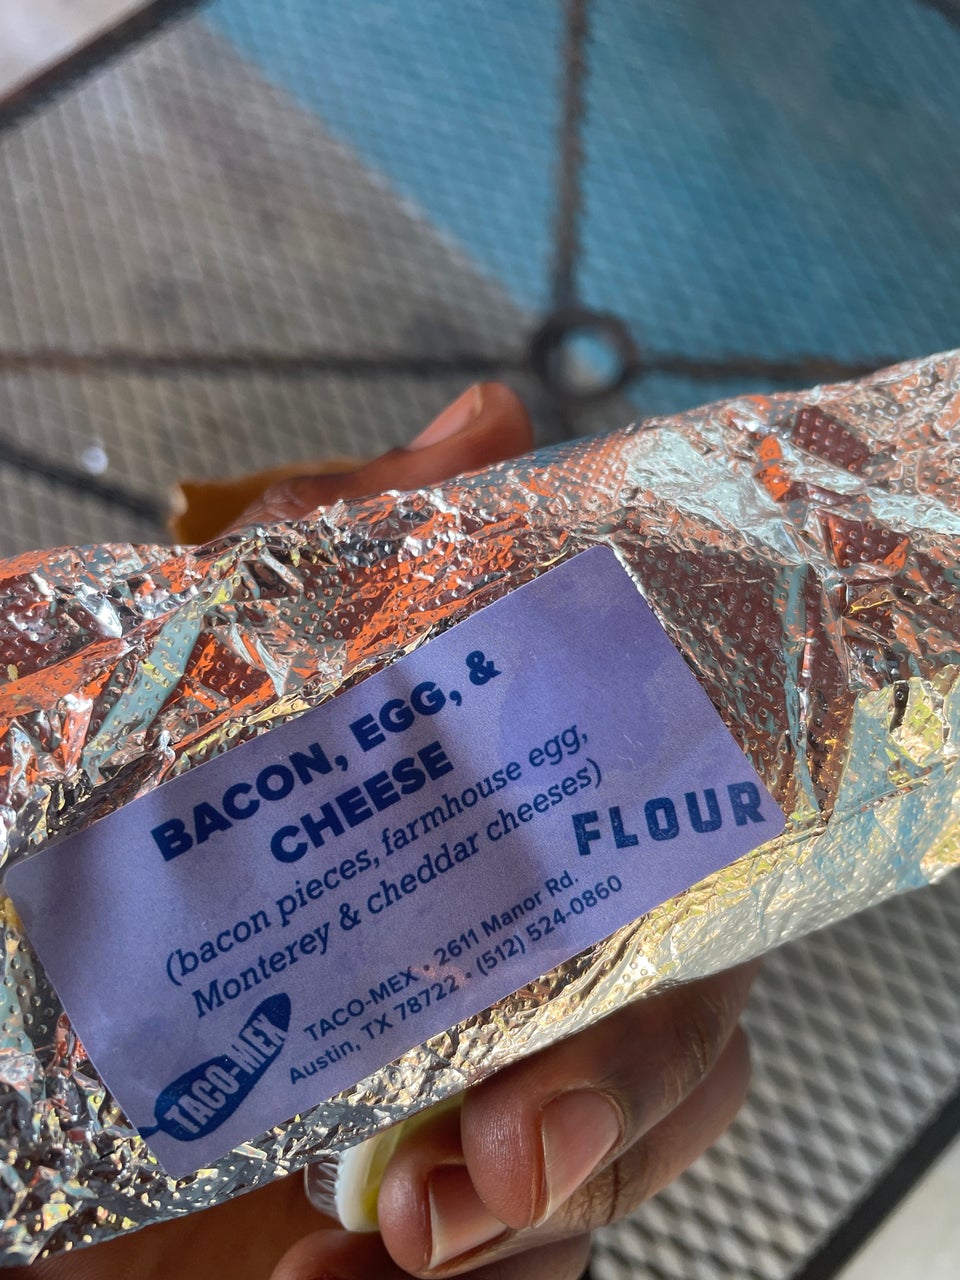 BACON, EGG, &
CHEESE
(bacon pieces, farmhouse egg,
Monterey & cheddar cheeses)
FLOUR
TACO-MEX • 2611 Manor Rd.
Austin, TX 78722 • (512) 524-0860
TACO-MEX